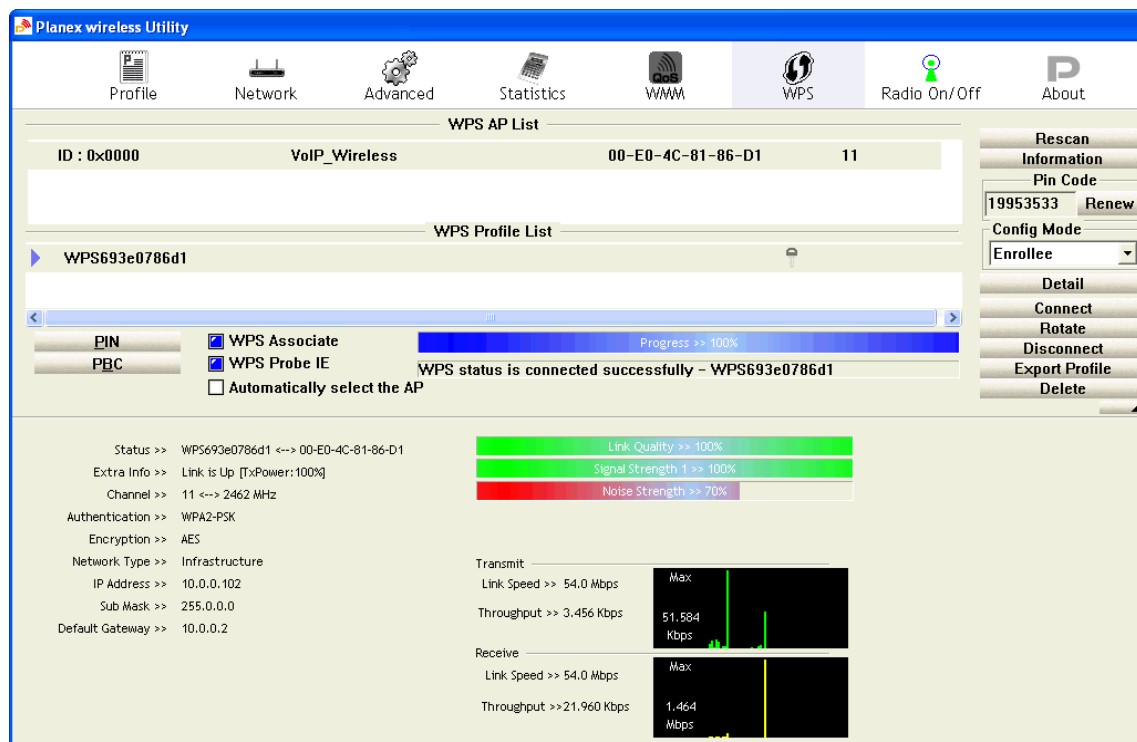 Planex wireless Utility
Profile Network Advanced Statistics QoS WMM WPS Radio On/Off About
WPS AP List
ID : 0x0000 VoIP_Wireless 00-E0-4C-81-86-D1 11
Rescan
Information
Pin Code
19953533 Renew
WPS Profile List
WPS693e0786d1
Config Mode
Enrollee
Detail
Connect
Rotate
Disconnect
Export Profile
Delete
PIN
PBC
WPS Associate
WPS Probe IE
Automatically select the AP
Progress >> 100%
WPS status is connected successfully - WPS693e0786d1
Status >> WPS693e0786d1 <--> 00-E0-4C-81-86-D1
Extra Info >> Link is Up [TxPower:100%]
Channel >> 11 <--> 2462 MHz
Authentication >> WPA2-PSK
Encryption >> AES
Network Type >> Infrastructure
IP Address >> 10.0.0.102
Sub Mask >> 255.0.0.0
Default Gateway >> 10.0.0.2
Link Quality >> 100%
Signal Strength 1 >> 100%
Noise Strength >> 70%
Transmit
Link Speed >> 54.0 Mbps
Throughput >> 3.456 Kbps
Max
51.584
Kbps
Receive
Link Speed >> 54.0 Mbps
Throughput >>21.960 Kbps
Max
1.464
Mbps